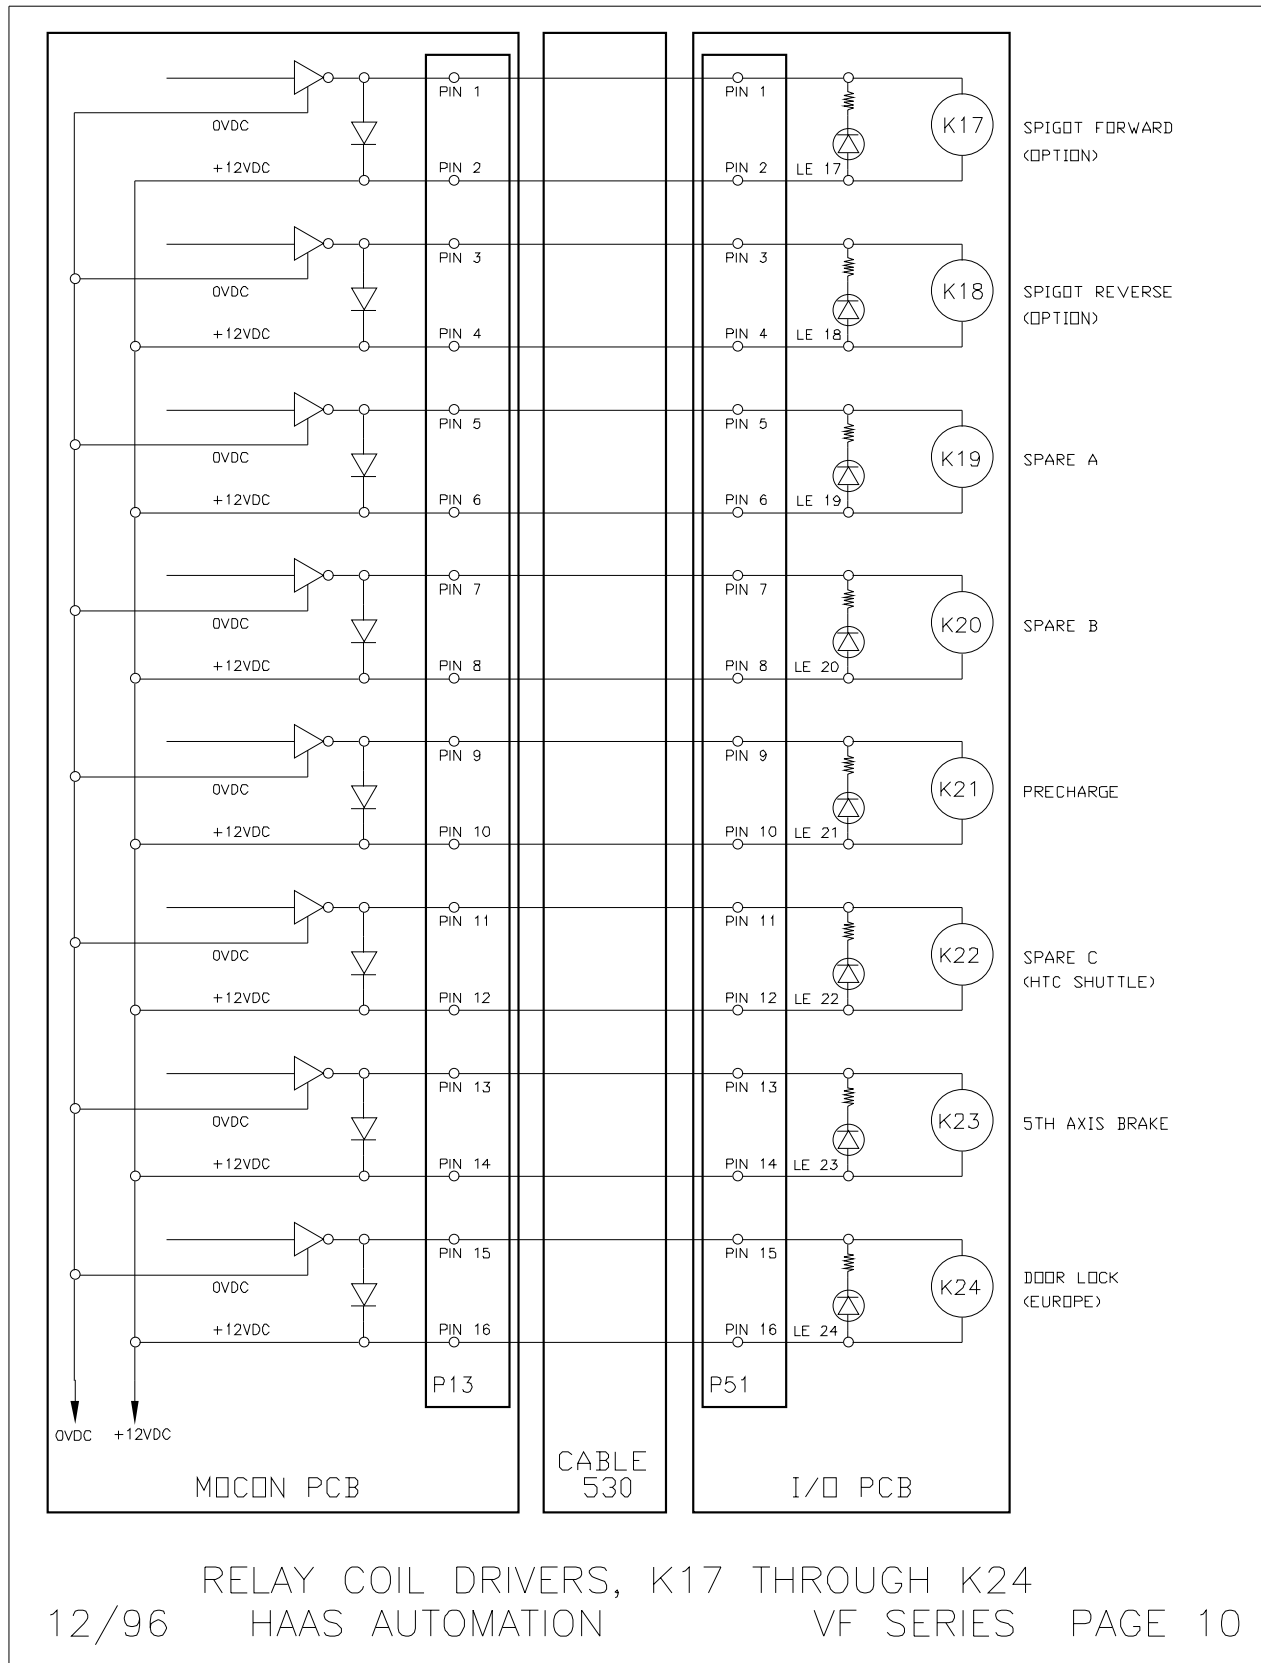 PIN 1 PIN 1
K17
0VDC
SPIGOT FORWARD
(OPTION)
+12VDC PIN 2 PIN 2 LE 17
PIN 3 PIN 3
K18
0VDC
SPIGOT REVERSE
(OPTION)
+12VDC PIN 4 PIN 4 LE 18
PIN 5 PIN 5
K19
0VDC
SPARE A
+12VDC PIN 6 PIN 6 LE 19
PIN 7 PIN 7
K20
0VDC
SPARE B
+12VDC PIN 8 PIN 8 LE 20
PIN 9 PIN 9
K21
0VDC
PRECHARGE
+12VDC PIN 10 PIN 10 LE 21
PIN 11 PIN 11
K22
0VDC
SPARE C
(HTC SHUTTLE)
+12VDC PIN 12 PIN 12 LE 22
PIN 13 PIN 13
K23
0VDC
5TH AXIS BRAKE
+12VDC PIN 14 PIN 14 LE 23
PIN 15 PIN 15
K24
0VDC
DOOR LOCK
(EUROPE)
+12VDC PIN 16 PIN 16 LE 24
P13 P51
0VDC +12VDC
MOCON PCB
CABLE
530
I/O PCB
RELAY COIL DRIVERS, K17 THROUGH K24
12/96 HAAS AUTOMATION VF SERIES PAGE 10